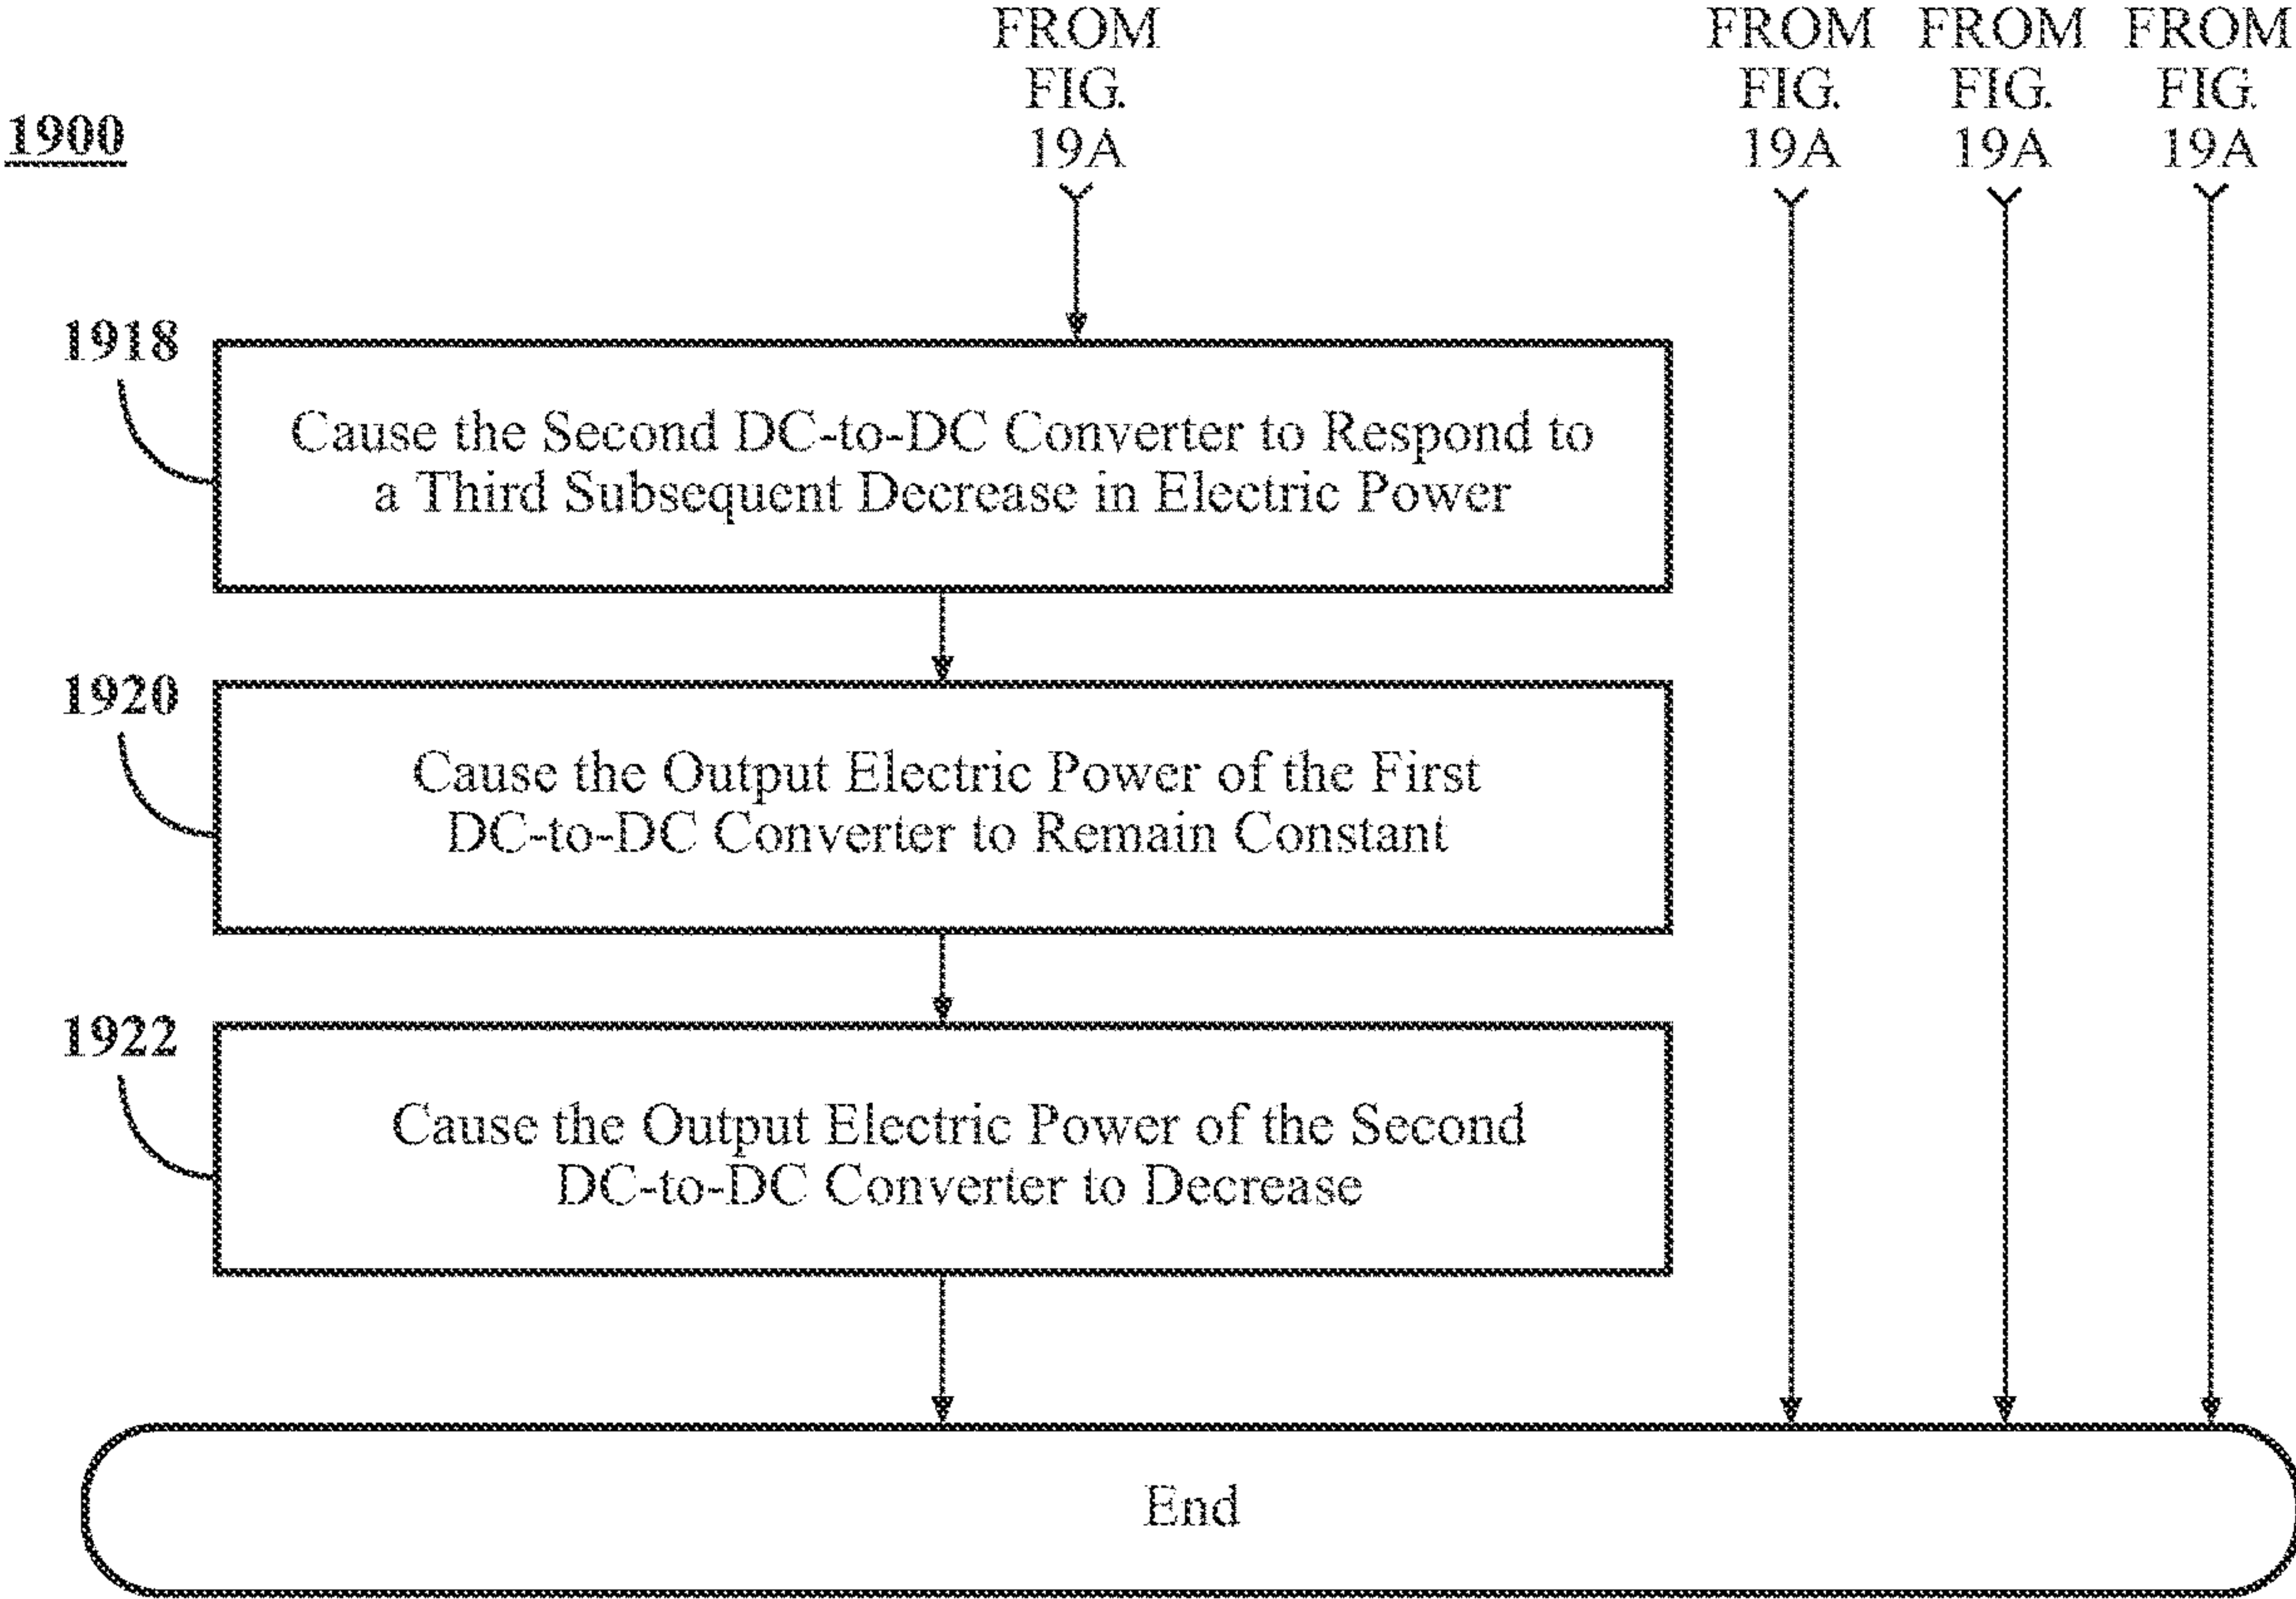 FROM
FIG.
19A
FROM
FIG.
19A
FROM
FIG.
19A
FROM
FIG.
19A
1900
1918
Cause the Second DC-to-DC Converter to Respond to
a Third Subsequent Decrease in Electric Power
1920
Cause the Output Electric Power of the First
DC-to-DC Converter to Remain Constant
1922
Cause the Output Electric Power of the Second
DC-to-DC Converter to Decrease
End